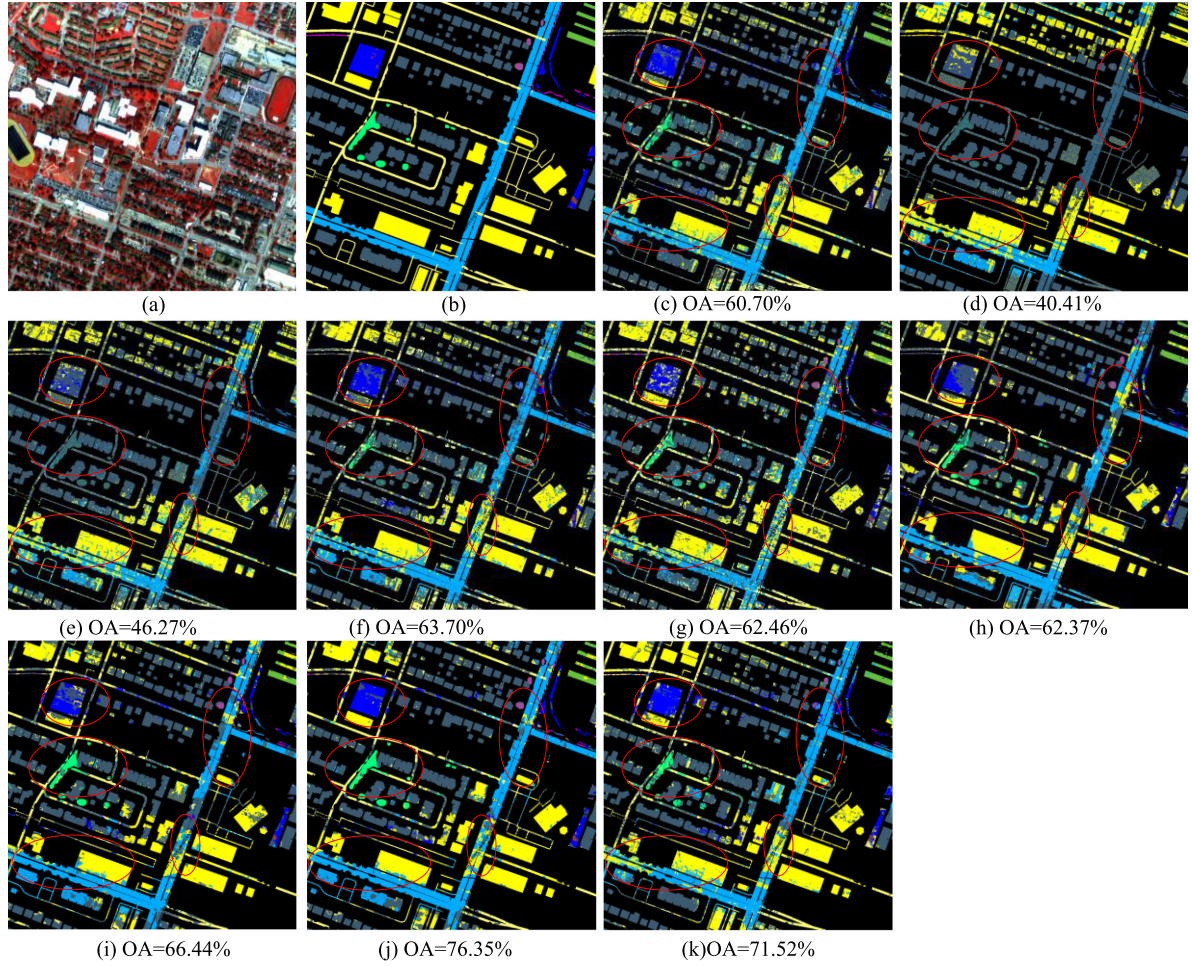 (a)
(b)
(c) OA=60.70%
(d) OA=40.41%
(e) OA=46.27%
(f) OA=63.70%
(g) OA=62.46%
(h) OA=62.37%
(i) OA=66.44%
(j) OA=76.35%
(k)OA=71.52%